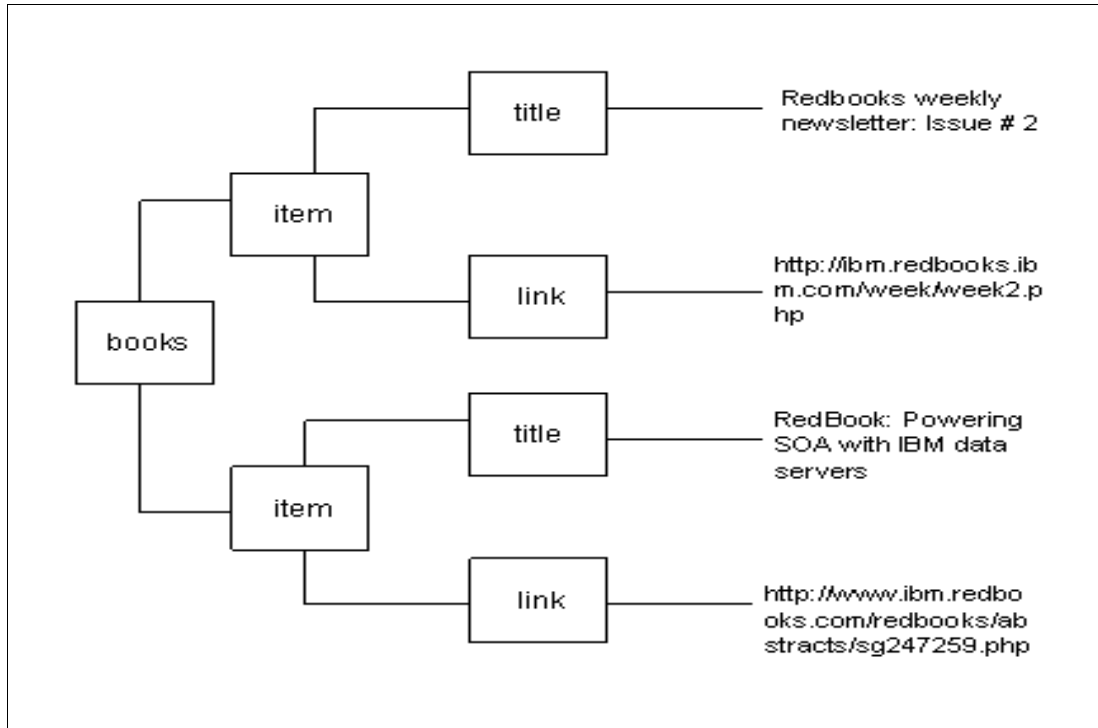 title
Redbooks weekly
newsletter: Issue # 2
item
link
http://ibm.redbooks.ib
m.com/week/week2.p
hp
books
title
RedBook: Powering
SOA with IBM data
servers
item
link
http://www.ibm.redbo
oks.com/redbooks/ab
stracts/sg247259.php